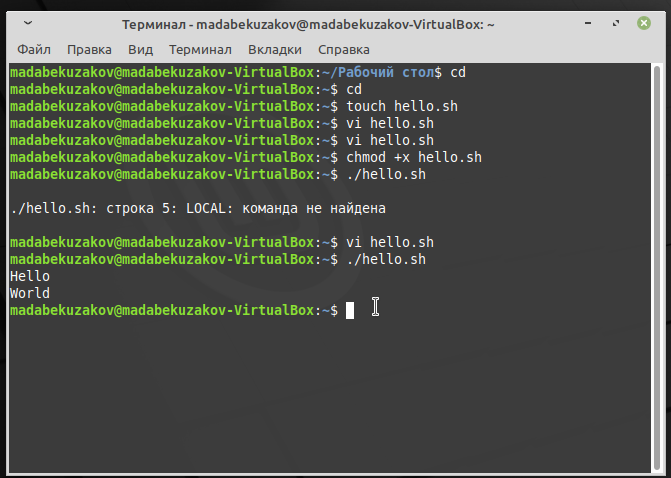 Терминал - madabekuzakov@madabekuzakov-VirtualBox: ~
Файл Правка Вид Терминал Вкладки Справка
madabekuzakov@madabekuzakov-VirtualBox:~/Рабочий стол$ cd
madabekuzakov@madabekuzakov-VirtualBox:~$ cd
madabekuzakov@madabekuzakov-VirtualBox:~$ touch hello.sh
madabekuzakov@madabekuzakov-VirtualBox:~$ vi hello.sh
madabekuzakov@madabekuzakov-VirtualBox:~$ vi hello.sh
madabekuzakov@madabekuzakov-VirtualBox:~$ chmod +x hello.sh
madabekuzakov@madabekuzakov-VirtualBox:~$ ./hello.sh
./hello.sh: строка 5: LOCAL: команда не найдена
madabekuzakov@madabekuzakov-VirtualBox:~$ vi hello.sh
madabekuzakov@madabekuzakov-VirtualBox:~$ ./hello.sh
Hello
World
madabekuzakov@madabekuzakov-VirtualBox:~$